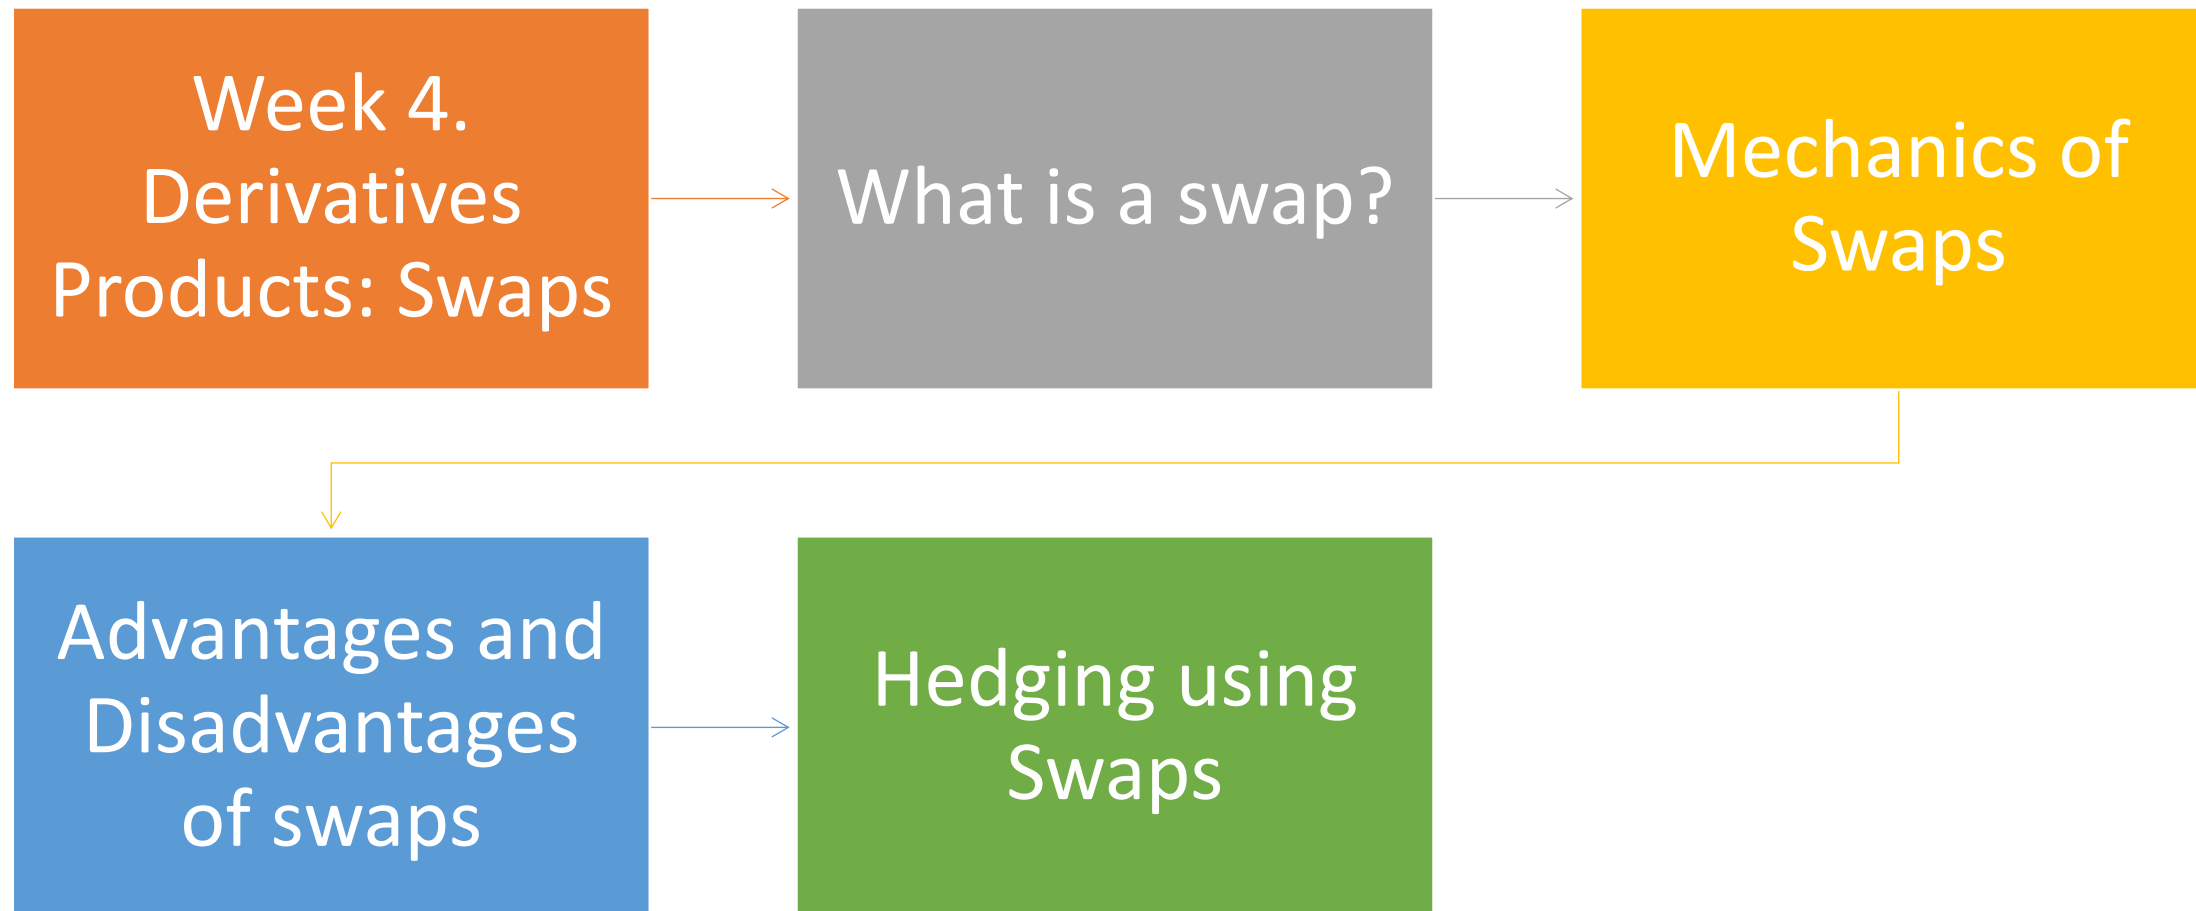 Week 4.
Derivatives
Products: Swaps
What is a swap?
Mechanics of
Swaps
Advantages and
Disadvantages
of swaps
Hedging using
Swaps